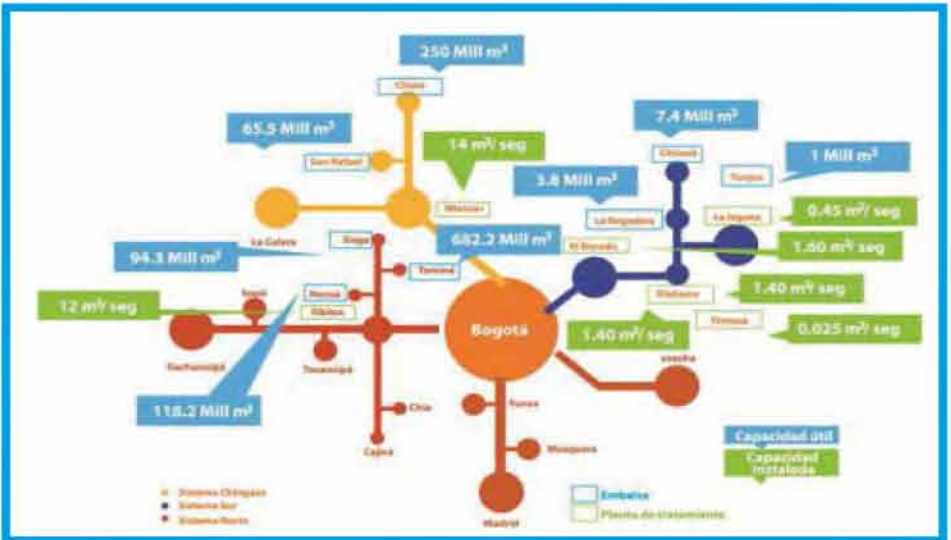 250 Mill m³
Chuza
65.5 Mill m³
7.4 Mill m³
14 m³/ seg
San Rafael
Chisacá
1 Mill m³
3.8 Mill m³
Wiesner
La Regadera
La laguna
0.45 m³/ seg
La Calera
Sisga
682.2 Mill m³
El Dorado
1.60 m³/ seg
94.3 Mill m³
Tominé
Neusa
Tibitoc
1.40 m³/ seg
12 m³/seg
Sopó
Bogotá
Vitelma
1.40 m³/ seg
0.025 m³/ seg
Gachancipá
Tocancipá
soacha
118.2 Mill m³
Chía
Funza
Cajicá
Mosquera
Capacidad útil
Capacidad
instalada
Sistema Chingaza
Sistema Sur
Sistema Norte
Madrid
Embalse
Planta de tratamiento